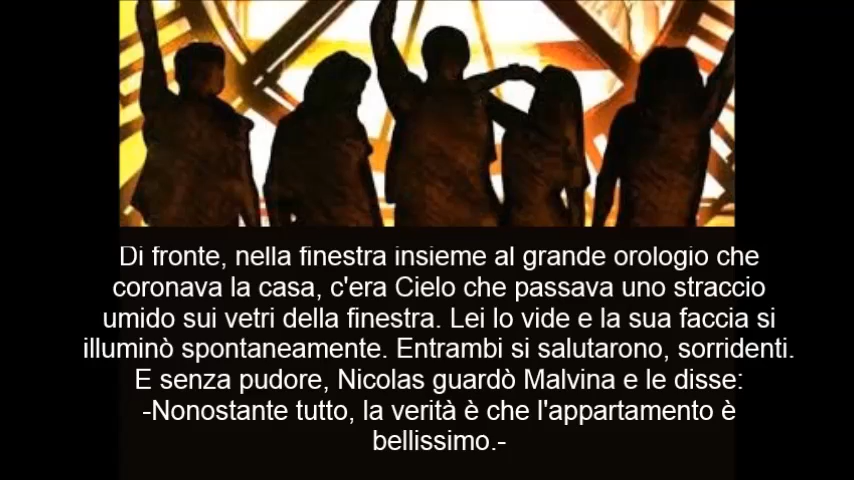 Di fronte, nella finestra insieme al grande orologio che
coronava la casa, c'era Cielo che passava uno straccio
umido sui vetri della finestra. Lei lo vide e la sua faccia si
illuminò spontaneamente. Entrambi si salutarono, sorridenti.
E senza pudore, Nicolas guardò Malvina e le disse:
-Nonostante tutto, la verità è che l'appartamento è
bellissimo.-